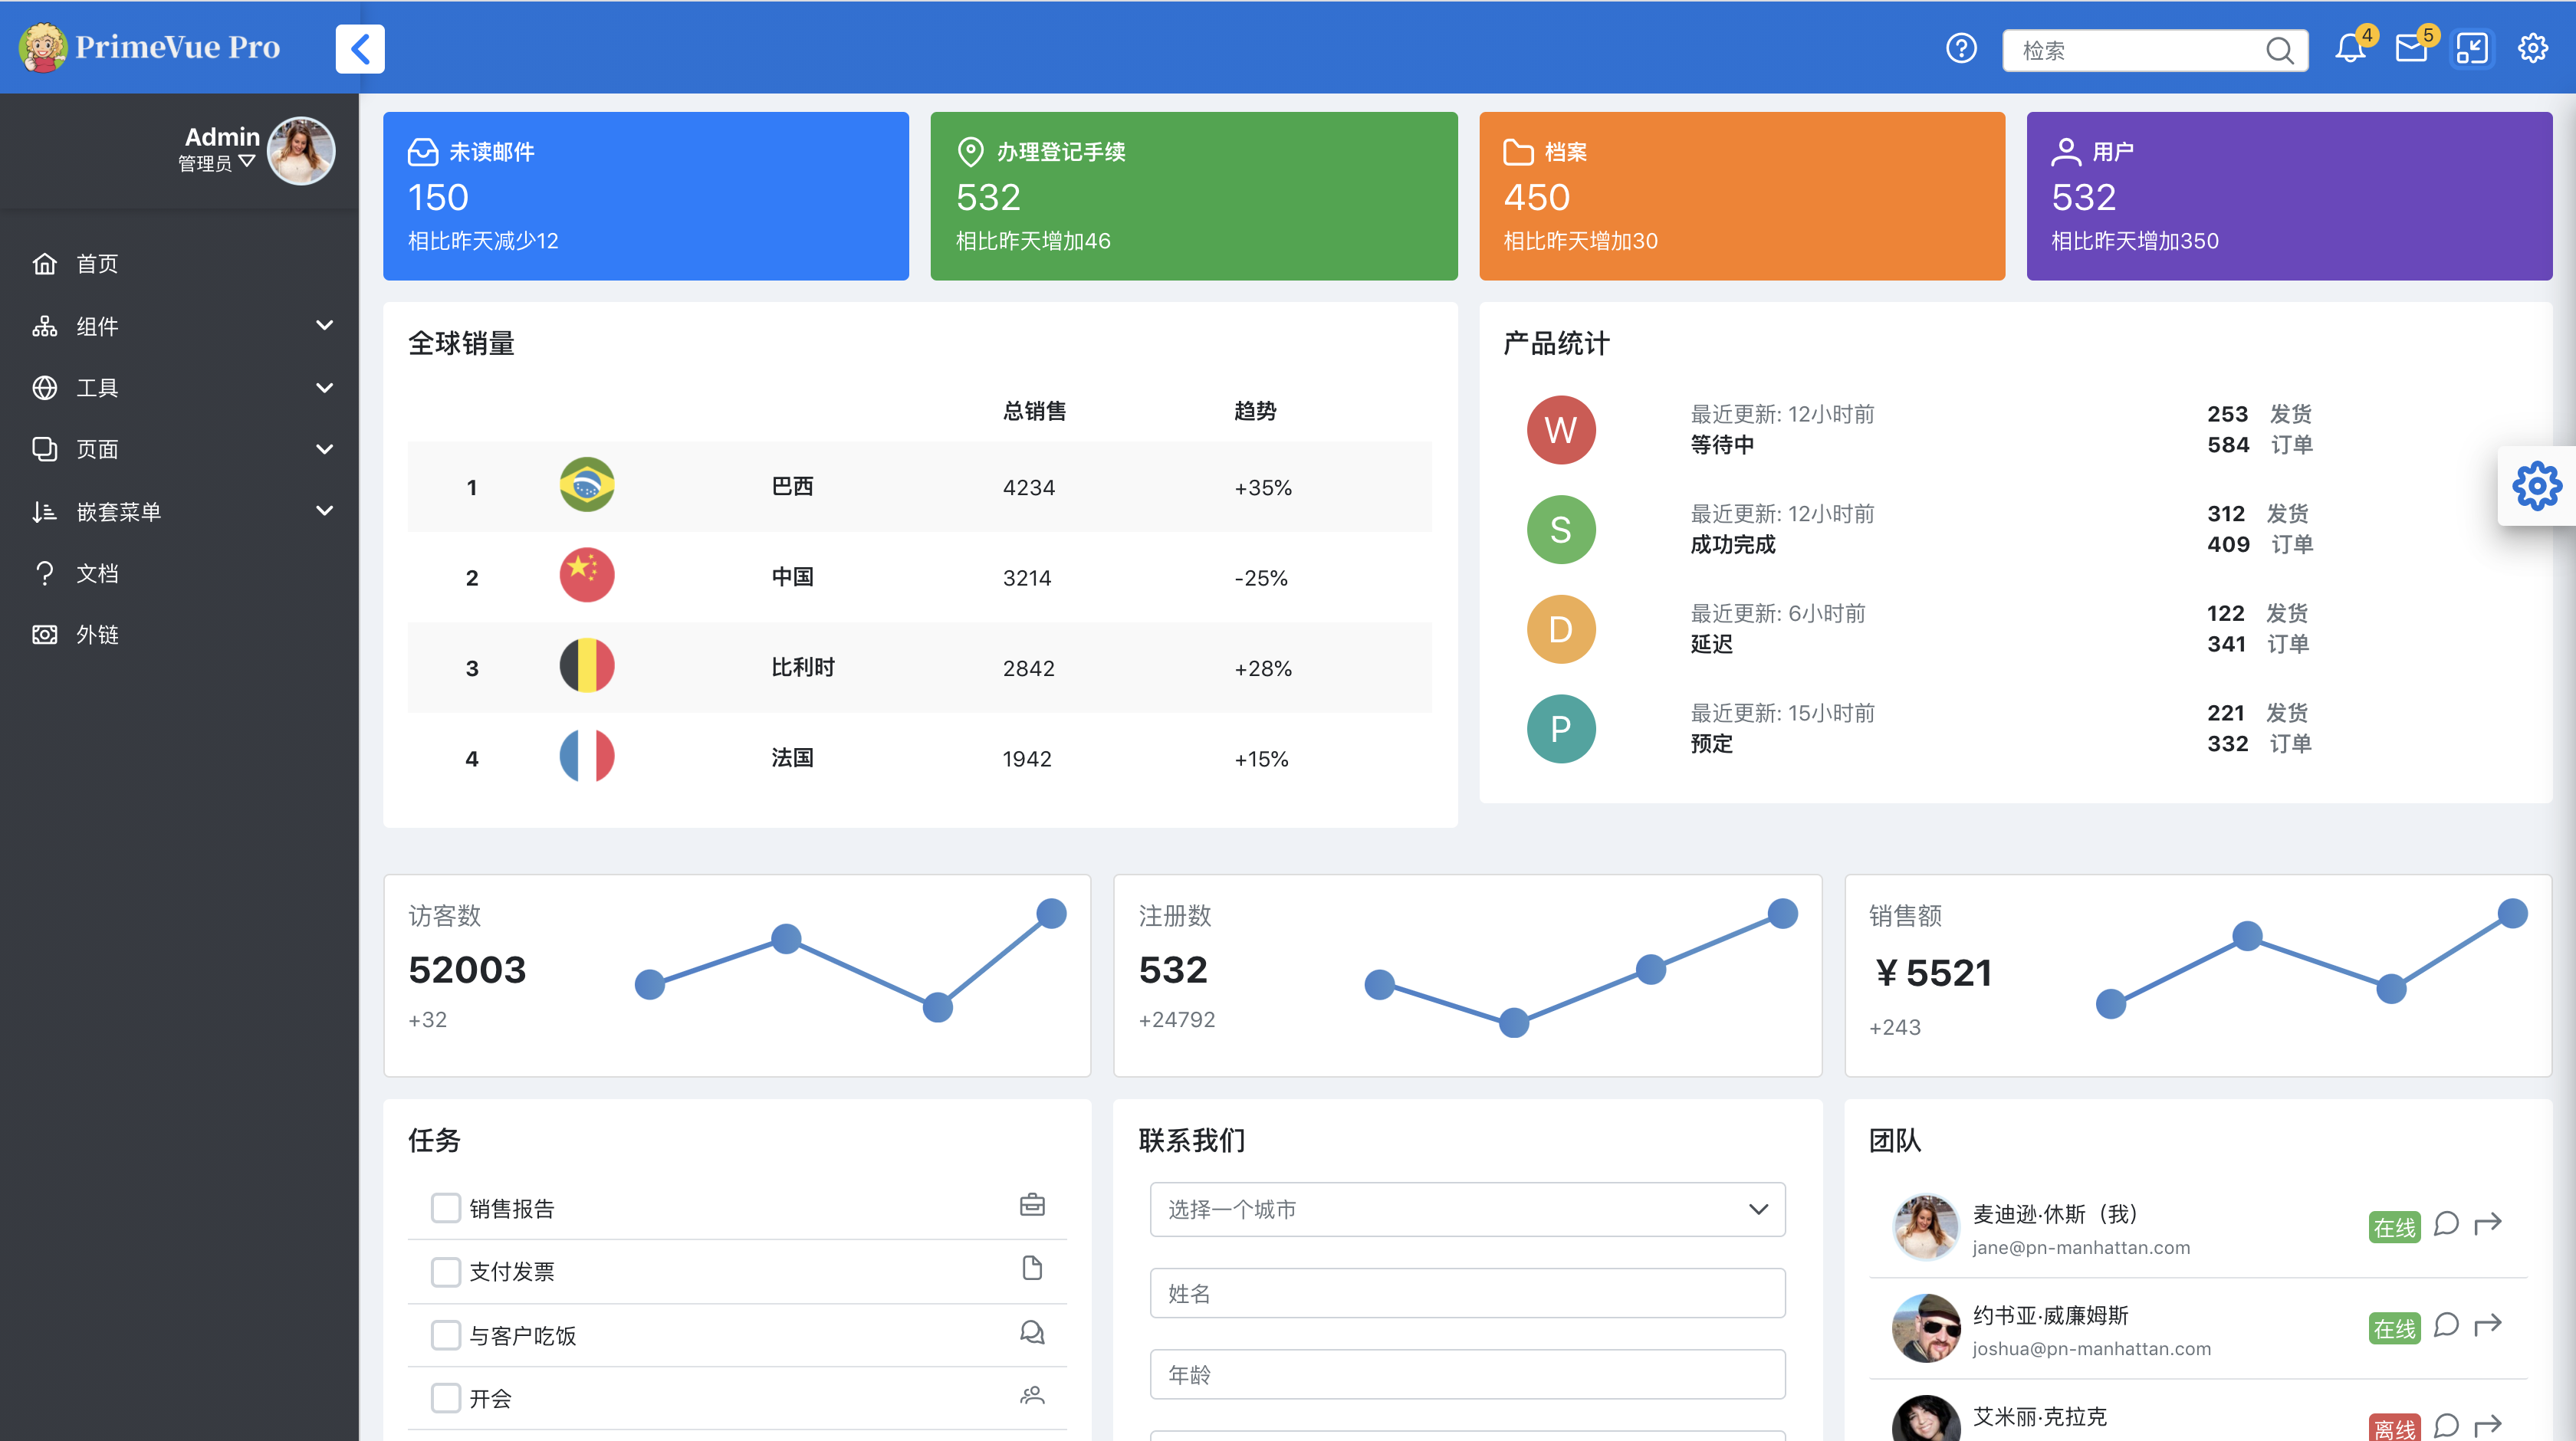 PrimeVue Pro
检索
4
5
Admin
管理员
首页
组件
工具
页面
嵌套菜单
文档
外链
未读邮件
150
相比昨天减少12
办理登记手续
532
相比昨天增加46
档案
450
相比昨天增加30
用户
532
相比昨天增加350
全球销量
总销售 趋势
1 巴西 4234 +35%
2 中国 3214 -25%
3 比利时 2842 +28%
4 法国 1942 +15%
产品统计
W
最近更新: 12小时前
等待中
253 发货
584 订单
S
最近更新: 12小时前
成功完成
312 发货
409 订单
D
最近更新: 6小时前
延迟
122 发货
341 订单
P
最近更新: 15小时前
预定
221 发货
332 订单
访客数
52003
+32
注册数
532
+24792
销售额
￥5521
+243
任务
销售报告
支付发票
与客户吃饭
开会
联系我们
选择一个城市
姓名
年龄
团队
麦迪逊·休斯（我）
jane@pn-manhattan.com
在线
约书亚·威廉姆斯
joshua@pn-manhattan.com
在线
艾米丽·克拉克
离线